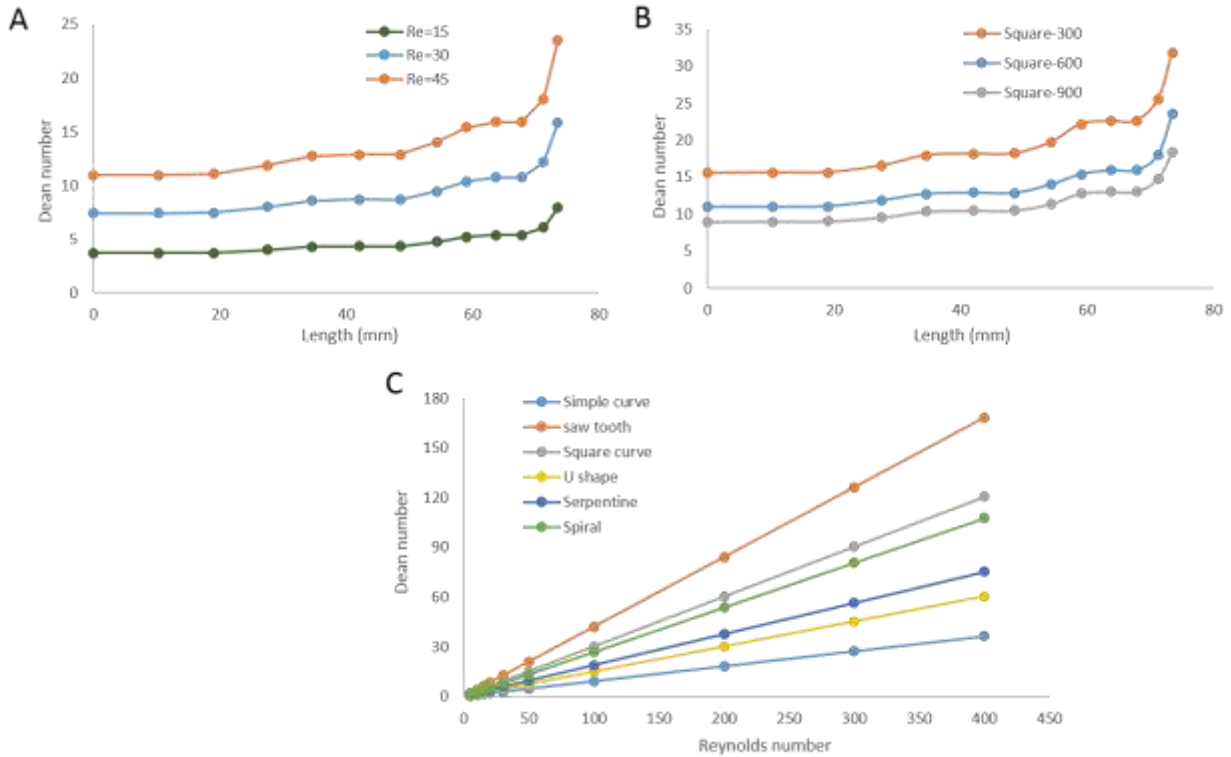 A
25
20
15
10
5
0
0 20 40 60 80
Dean number
Length (mm)
Re=15
Re=30
Re=45
B
35
30
25
20
15
10
5
0
0 20 40 60 80
Dean number
Length (mm)
Square-300
Square-600
Square-900
C
180
150
120
90
60
30
0
0 50 100 150 200 250 300 350 400 450
Dean number
Reynolds number
Simple curve
saw tooth
Square curve
U shape
Serpentine
Spiral